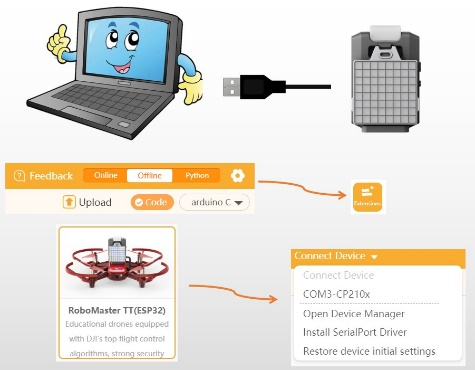 Feedback
Online
Offline
Python
Upload
Code
arduino C
Extensions
RoboMaster TT(ESP32)
Educational drones equipped
with DJI's top flight control
algorithms, strong security
Connect Device
Connect Device
COM3-CP210x
Open Device Manager
Install SerialPort Driver
Restore device initial settings